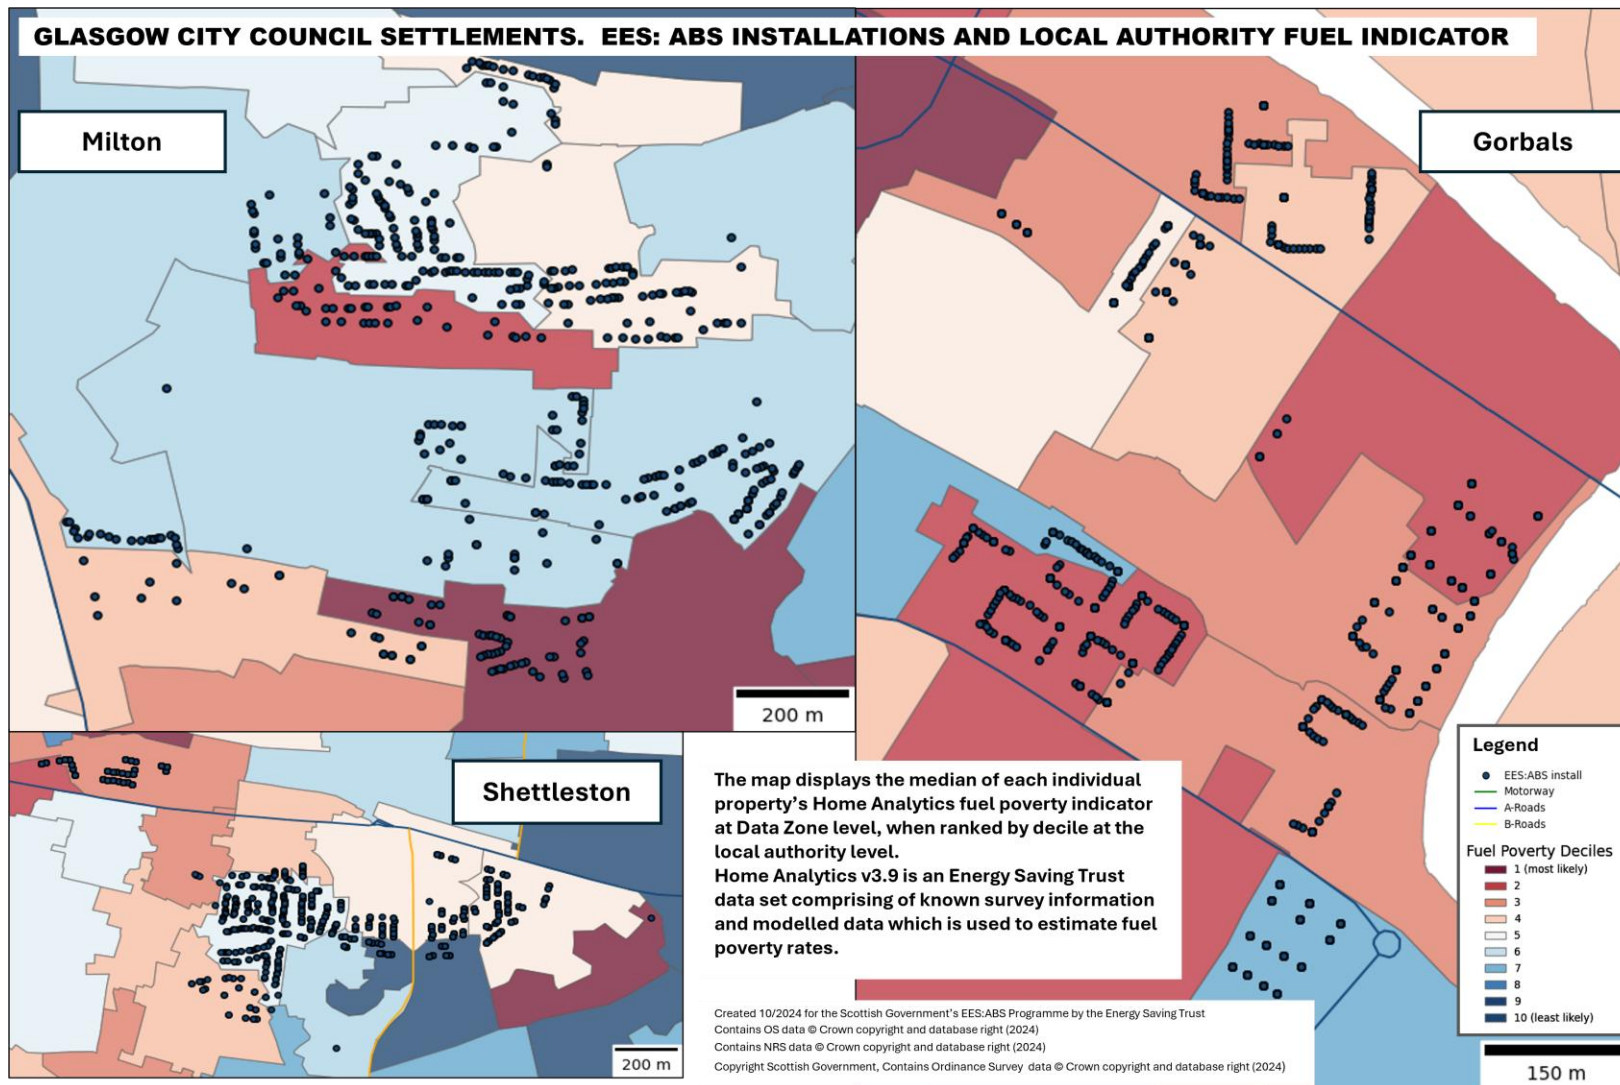 GLASGOW CITY COUNCIL SETTLEMENTS.  EES: ABS INSTALLATIONS AND LOCAL AUTHORITY FUEL INDICATOR
Milton
Gorbals
200 m
Shettleston
200 m
The map displays the median of each individual
property's Home Analytics fuel poverty indicator
at Data Zone level, when ranked by decile at the
local authority level.
Home Analytics v3.9 is an Energy Saving Trust
data set comprising of known survey information
and modelled data which is used to estimate fuel
poverty rates.
Created 10/2024 for the Scottish Government's EES:ABS Programme by the Energy Saving Trust
Contains OS data © Crown copyright and database right (2024)
Contains NRS data © Crown copyright and database right (2024)
Copyright Scottish Government, Contains Ordinance Survey  data © Crown copyright and database right (2024)
Legend
EES:ABS install
Motorway
A-Roads
B-Roads
Fuel Poverty Deciles
1 (most likely)
2
3
4
5
6
7
8
9
10 (least likely)
150 m